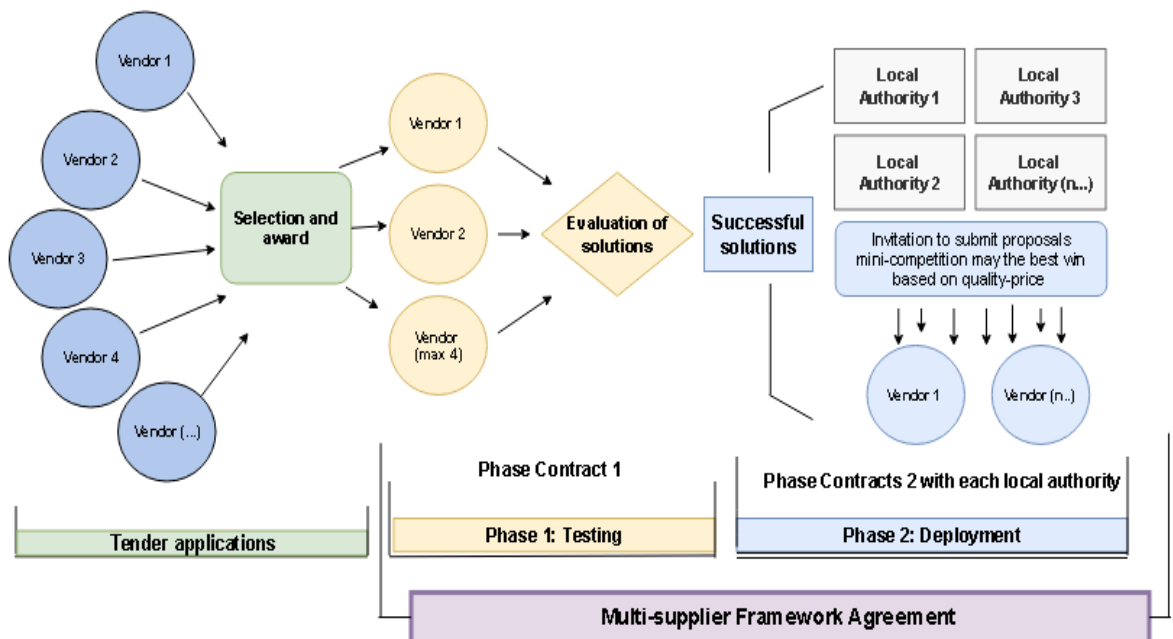 Vendor 1
Vendor 2
Vendor 3
Vendor 4
Vendor (...)
Selection and
award
Vendor 1
Vendor 2
Vendor
(max 4)
Evaluation of
solutions
Successful
solutions
Local
Authority 1
Local
Authority 3
Local
Authority 2
Local
Authority (n...)
Invitation to submit proposals
mini-competition may the best win
based on quality-price
Vendor 1
Vendor (n..)
Phase Contract 1
Phase Contracts 2 with each local authority
Tender applications
Phase 1: Testing
Phase 2: Deployment
Multi-supplier Framework Agreement